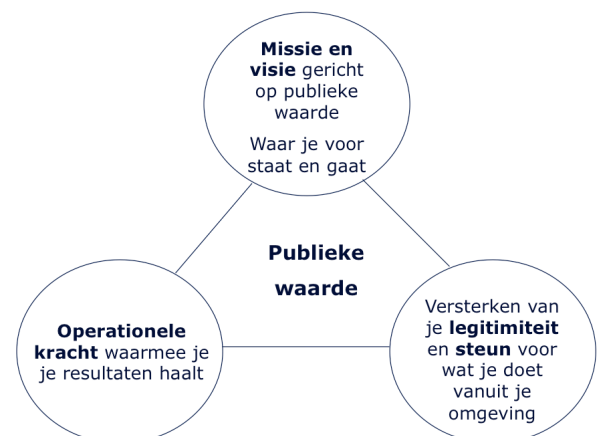 Missie en
visie gericht
op publieke
waarde
Waar je voor
staat en gaat
Publieke
waarde
Operationele
kracht waarmee je
je resultaten haalt
Versterken van
je legitimiteit
en steun voor
wat je doet
vanuit je
omgeving